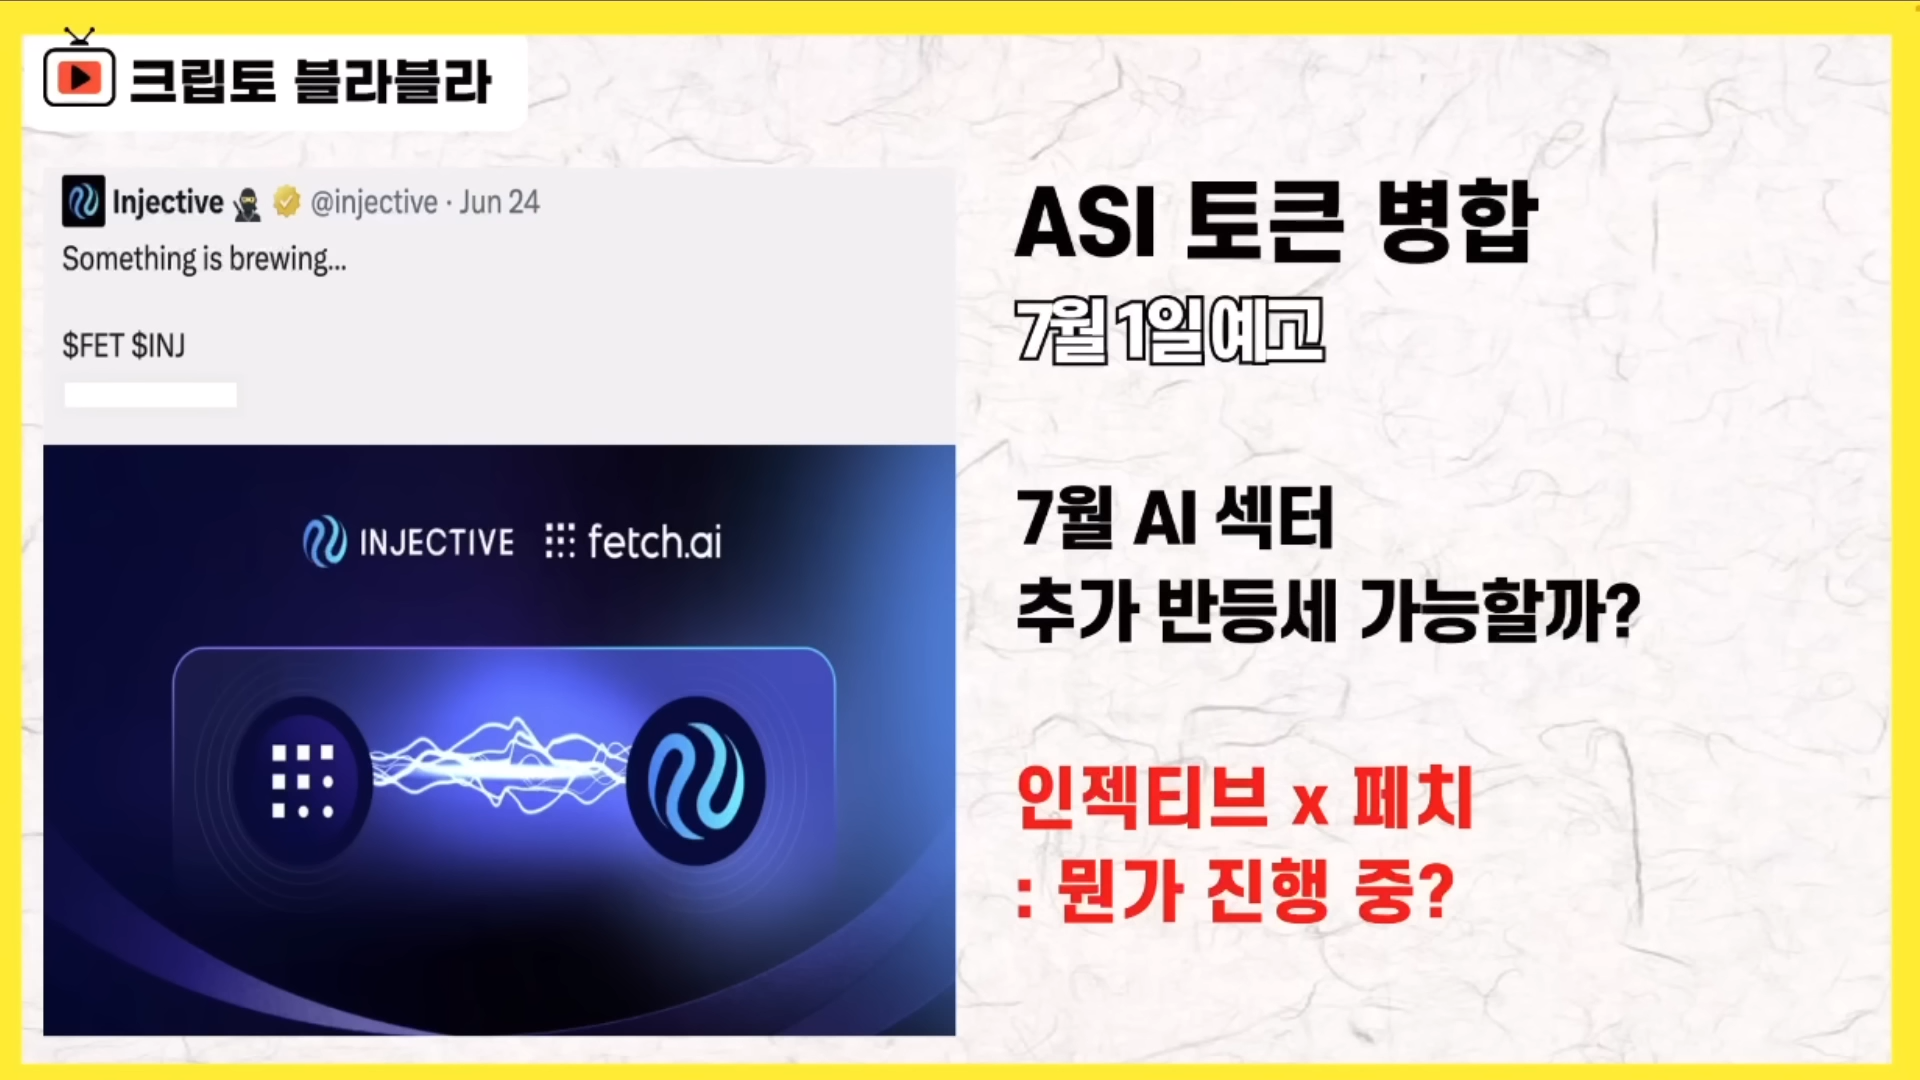 크립토 블라블라
Injective @injective · Jun 24
Something is brewing...
$FET $INJ
INJECTIVE fetch.ai
ASI 토큰 병합
7월 1일 예고
7월 AI 섹터
추가 반등세 가능할까?
인젝티브 x 페치
: 뭔가 진행 중?